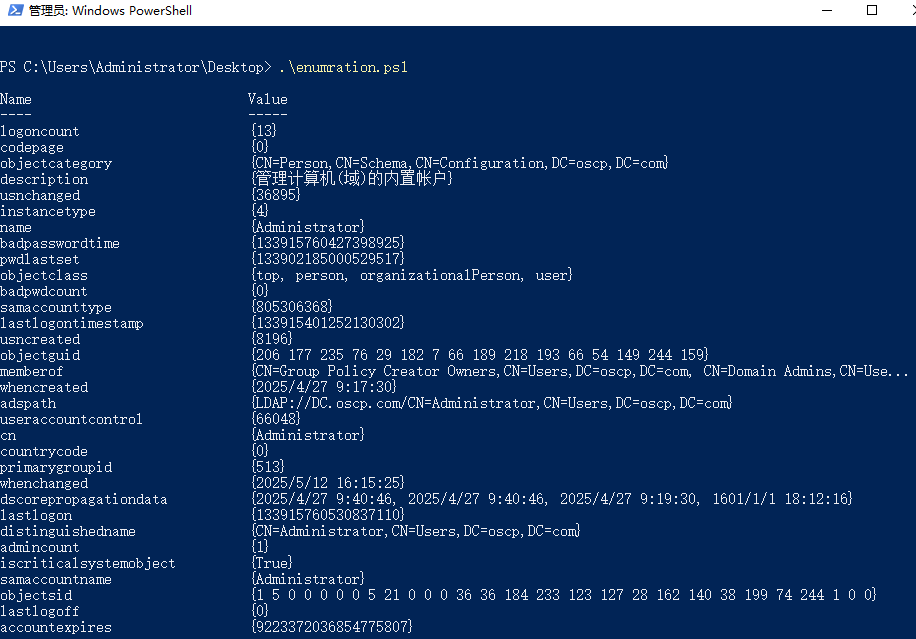 管理员: Windows PowerShell
PS C:\Users\Administrator\Desktop> .\enumration.ps1
Name Value
---- -----
logoncount {13}
codepage {0}
objectcategory {CN=Person,CN=Schema,CN=Configuration,DC=oscp,DC=com}
description {管理计算机(域)的内置帐户}
usnchanged {36895}
instancetype {4}
name {Administrator}
badpasswordtime {133915760427398925}
pwdlastset {133902185000529517}
objectclass {top, person, organizationalPerson, user}
badpwdcount {0}
samaccounttype {805306368}
lastlogontimestamp {133915401252130302}
usncreated {8196}
objectguid {206 177 235 76 29 182 7 66 189 218 193 66 54 149 244 159}
memberof {CN=Group Policy Creator Owners,CN=Users,DC=oscp,DC=com, CN=Domain Admins,CN=Use...
whencreated {2025/4/27 9:17:30}
adspath {LDAP://DC.oscp.com/CN=Administrator,CN=Users,DC=oscp,DC=com}
useraccountcontrol {66048}
cn {Administrator}
countrycode {0}
primarygroupid {513}
whenchanged {2025/5/12 16:15:25}
dscorepropagationdata {2025/4/27 9:40:46, 2025/4/27 9:40:46, 2025/4/27 9:19:30, 1601/1/1 18:12:16}
lastlogon {133915760530837110}
distinguishedname {CN=Administrator,CN=Users,DC=oscp,DC=com}
admincount {1}
iscriticalsystemobject {True}
samaccountname {Administrator}
objectsid {1 5 0 0 0 0 0 5 21 0 0 0 36 36 184 233 123 127 28 162 140 38 199 74 244 1 0 0}
lastlogoff {0}
accountexpires {9223372036854775807}